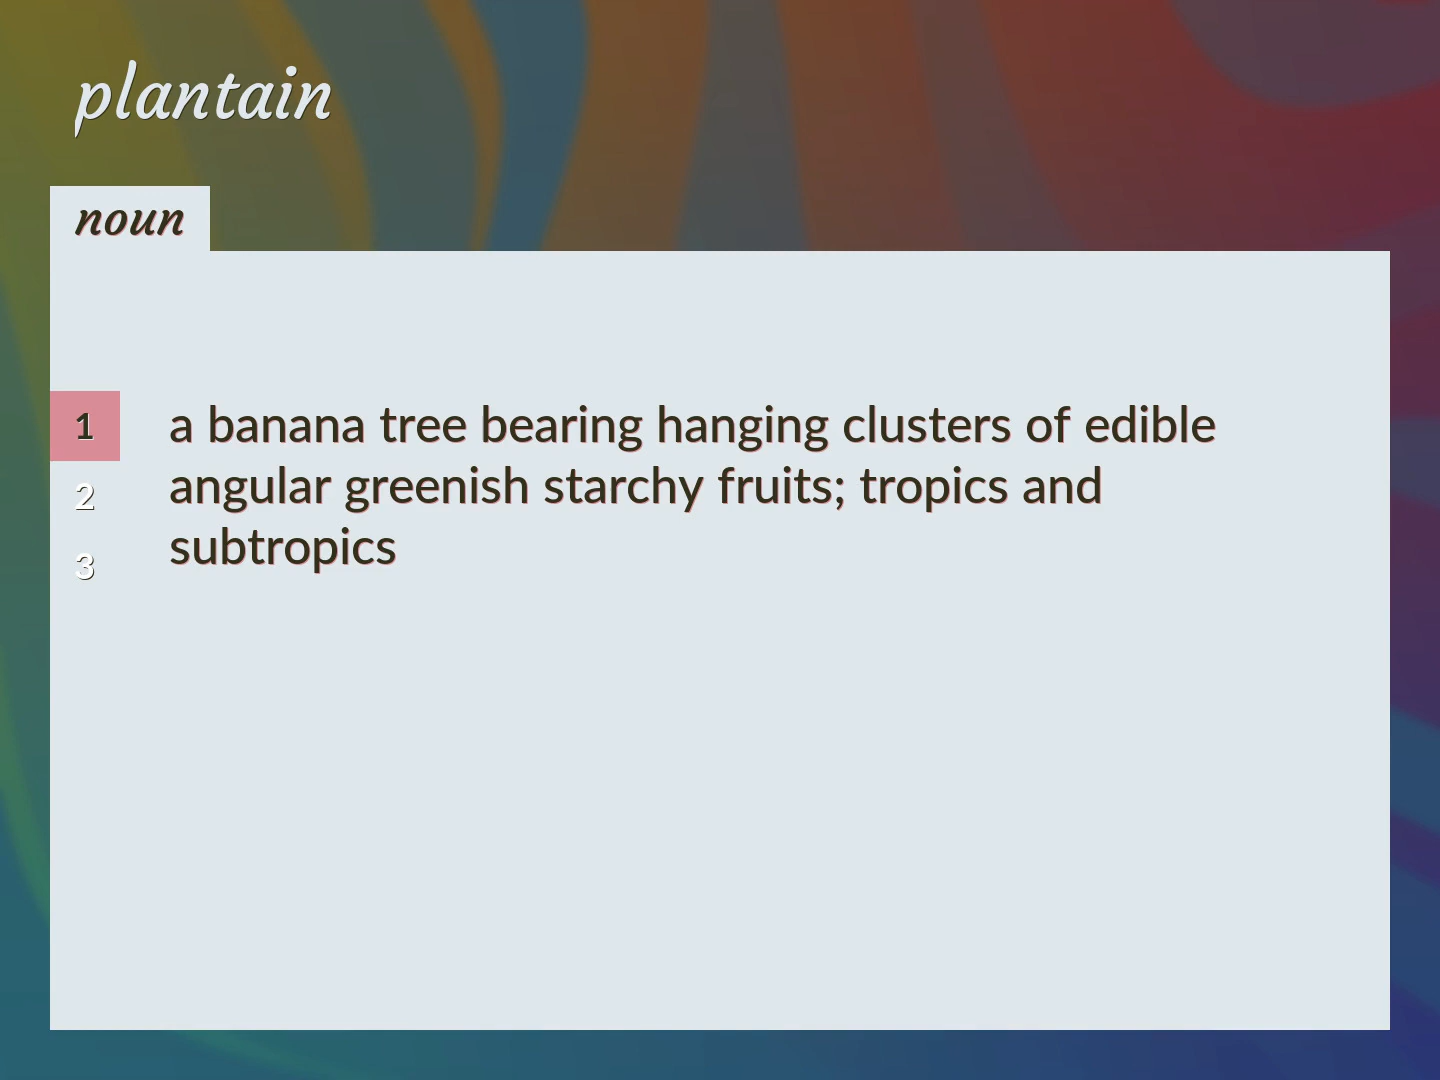 plantain
noun
1
a banana tree bearing hanging clusters of edible
angular greenish starchy fruits; tropics and
subtropics
2
3